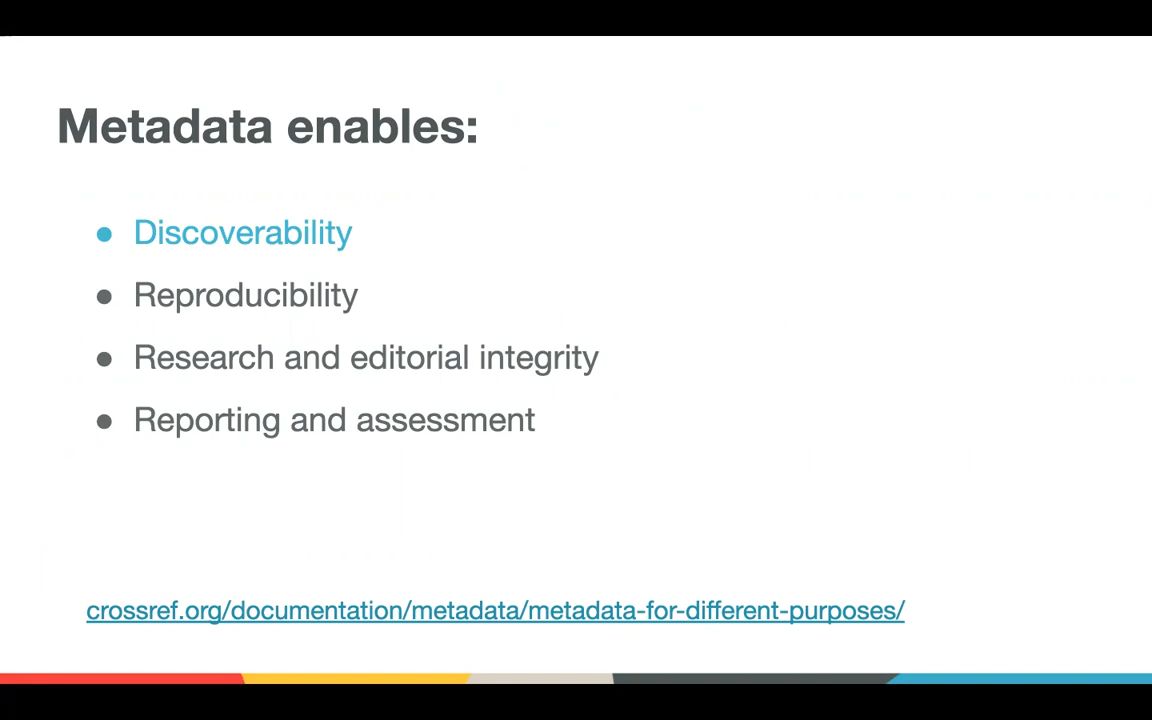 Metadata enables:
● Discoverability
● Reproducibility
● Research and editorial integrity
● Reporting and assessment
crossref.org/documentation/metadata/metadata-for-different-purposes/